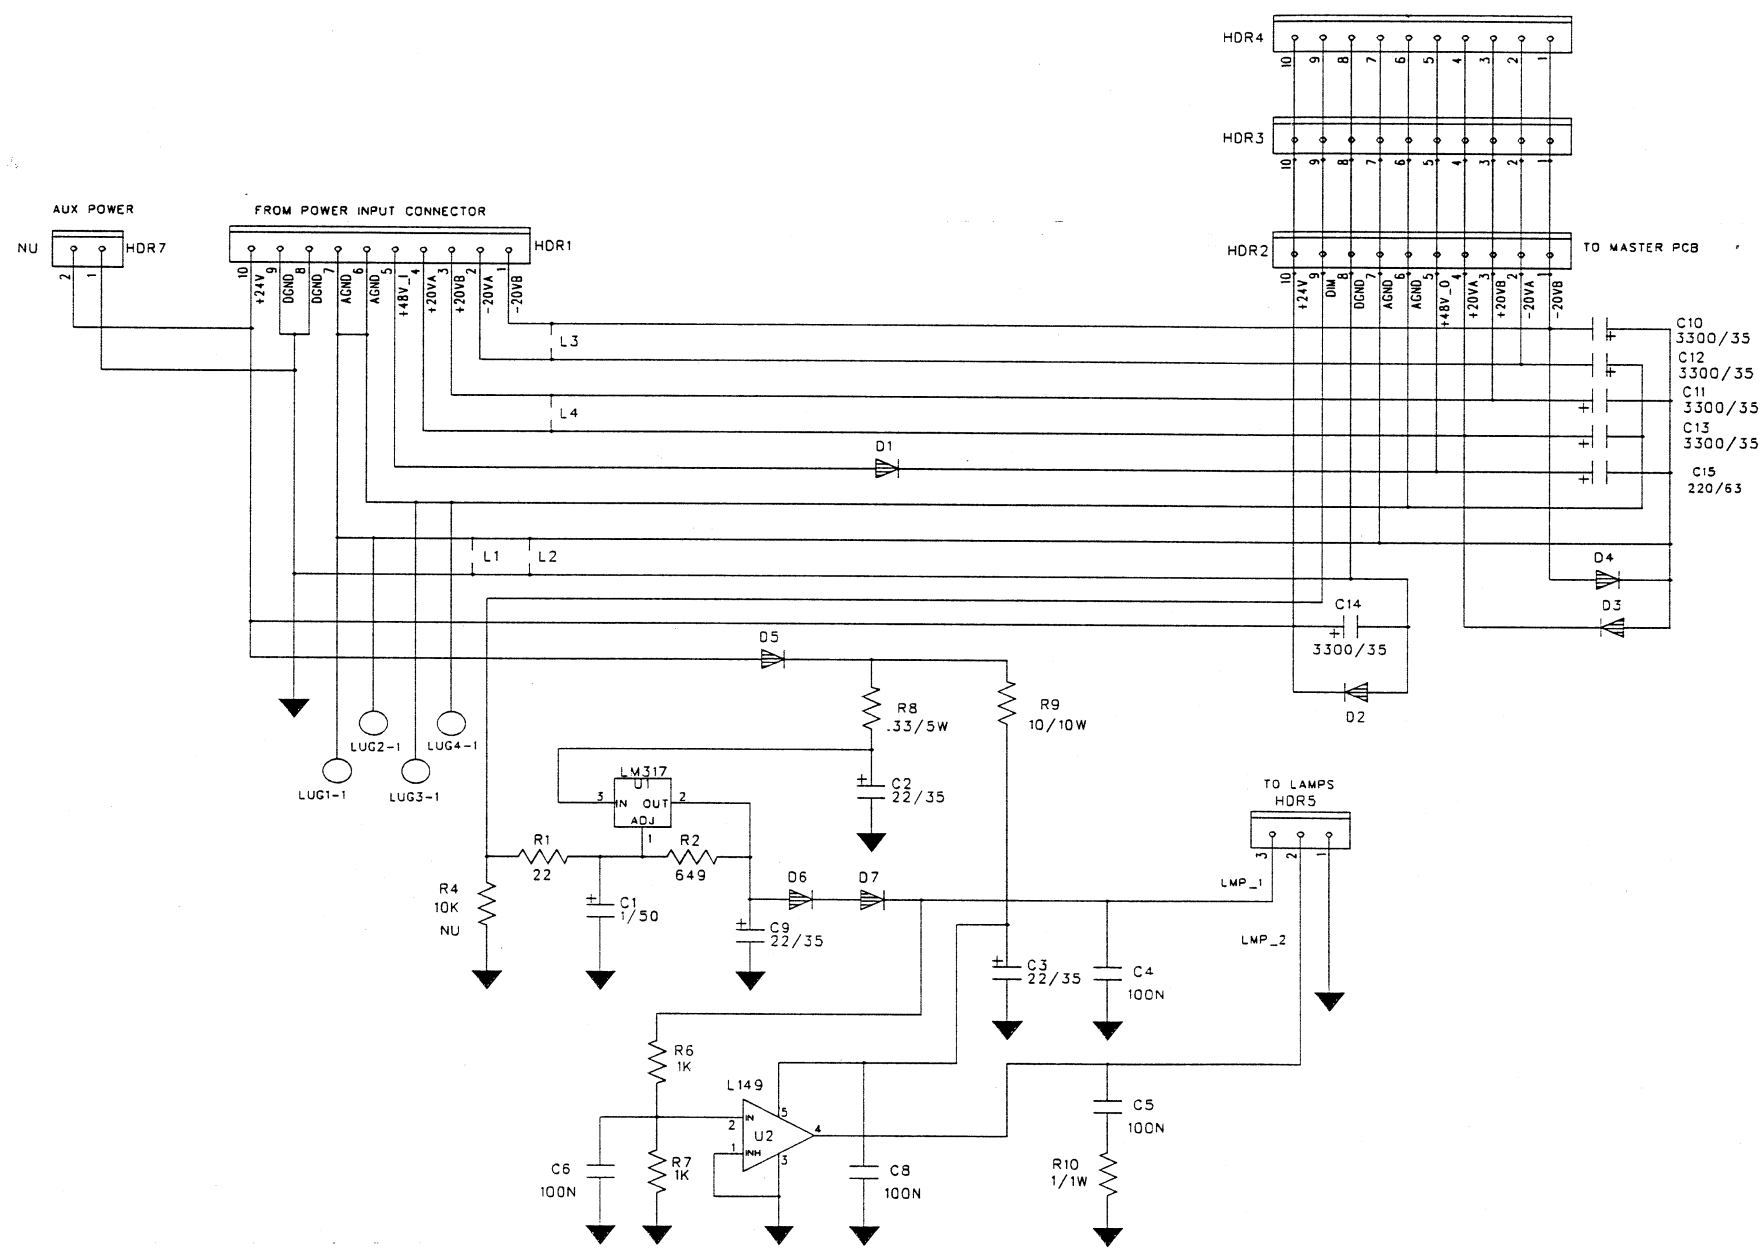 HDR4
10 9 8 7 6 5 4 3 2 1
HDR3
10 9 8 7 6 5 4 3 2 1
AUX POWER
NU
HDR7
2 1
FROM POWER INPUT CONNECTOR
HDR1
10 9 8 7 6 5 4 3 2 1
+24V DGND DGND AGND AGND +48V_I +20VA +20VB -20VA -20VB
HDR2
TO MASTER PCB
10 9 8 7 6 5 4 3 2 1
+24V DIM DGND AGND AGND +48V_O +20VA +20VB -20VA -20VB
L3
C10
+ 3300/35
C12
+ 3300/35
L4
C11
+ 3300/35
C13
+ 3300/35
D1
C15
+ 220/63
L1 L2
D4
D3
C14
+
3300/35
D5
D2
R8
.33/5W
R9
10/10W
LUG2-1 LUG4-1
LUG1-1 LUG3-1
LM317
U1
3 IN OUT 2
ADJ
1
+ C2
22/35
TO LAMPS
HDR5
3 2 1
R1
22
R2
649
R4
10K
NU
+ C1
1/50
D6 D7
+ C9
22/35
LMP_1
LMP_2
+ C3
22/35
C4
100N
R6
1K
L149
5
IN
2
U2
4
1
INH
3
C5
100N
C6
100N
R7
1K
C8
100N
R10
1/1W